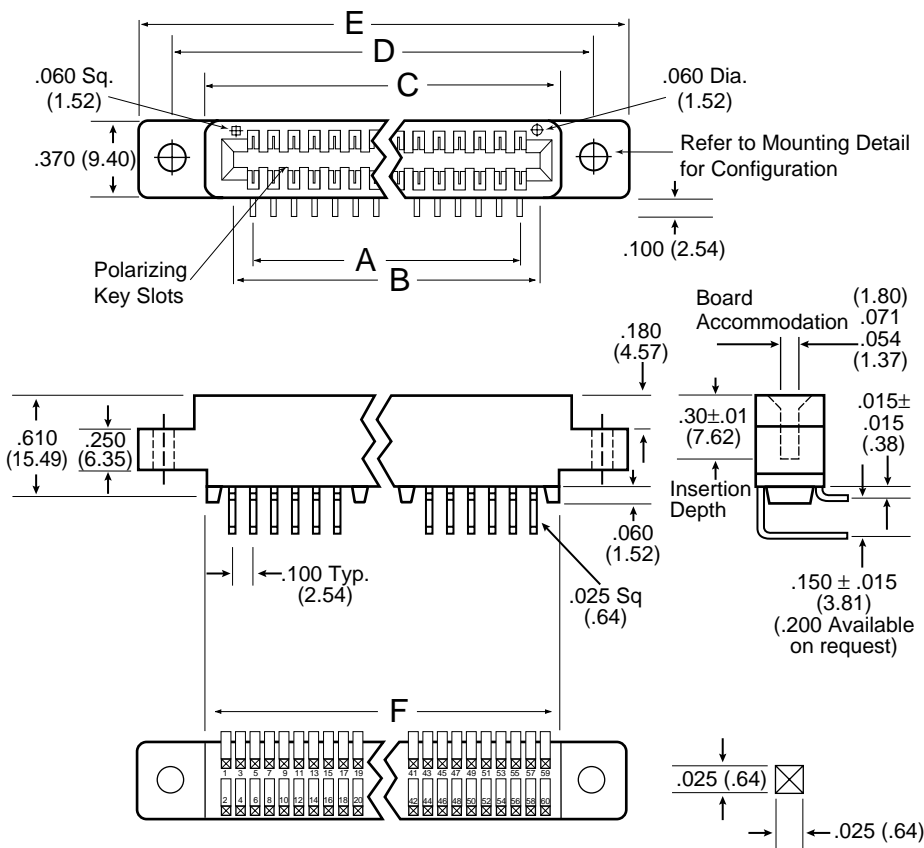 E
D
.060 Sq.
(1.52)
C
.060 Dia.
(1.52)
.370 (9.40)
Refer to Mounting Detail
for Configuration
.100 (2.54)
Polarizing
Key Slots
A
B
Board
Accommodation
(1.80)
.071
.054
(1.37)
.180
(4.57)
.610
(15.49)
.250
(6.35)
.30±.01
(7.62)
.015±
.015
(.38)
Insertion
Depth
.060
(1.52)
.100 Typ.
(2.54)
.025 Sq
(.64)
.150 ± .015
(3.81)
(.200 Available
on request)
F
1 3 5 7 9 11 13 15 17 19 41 43 45 47 49 51 53 55 57 59
2 4 6 8 10 12 14 16 18 20 42 44 46 48 50 52 54 56 58 60
.025 (.64)
.025 (.64)